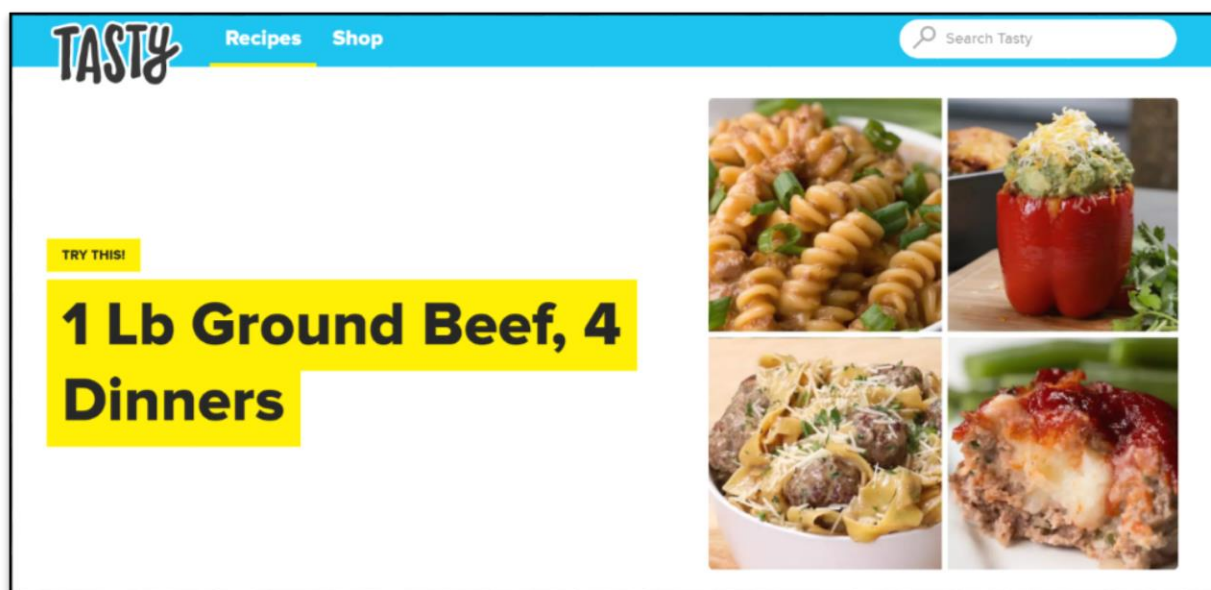 TASTY
Recipes Shop
Search Tasty
TRY THIS!
1 Lb Ground Beef, 4
Dinners